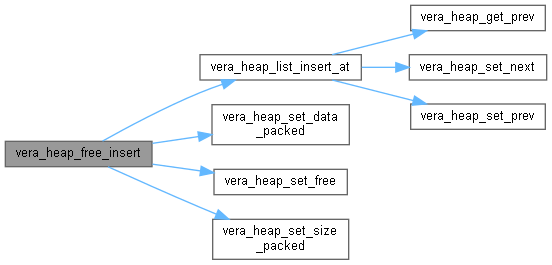 vera_heap_free_insert
vera_heap_list_insert_at
vera_heap_get_prev
vera_heap_set_next
vera_heap_set_prev
vera_heap_set_data
_packed
vera_heap_set_free
vera_heap_set_size
_packed